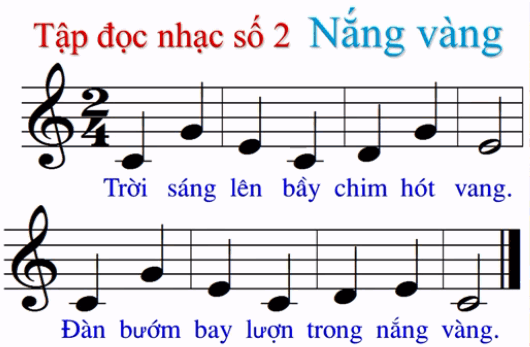 Tập đọc nhạc số 2 Nắng vàng
2
4
Trời sáng lên bầy chim hót vang.
Đàn bướm bay lượn trong nắng vàng.